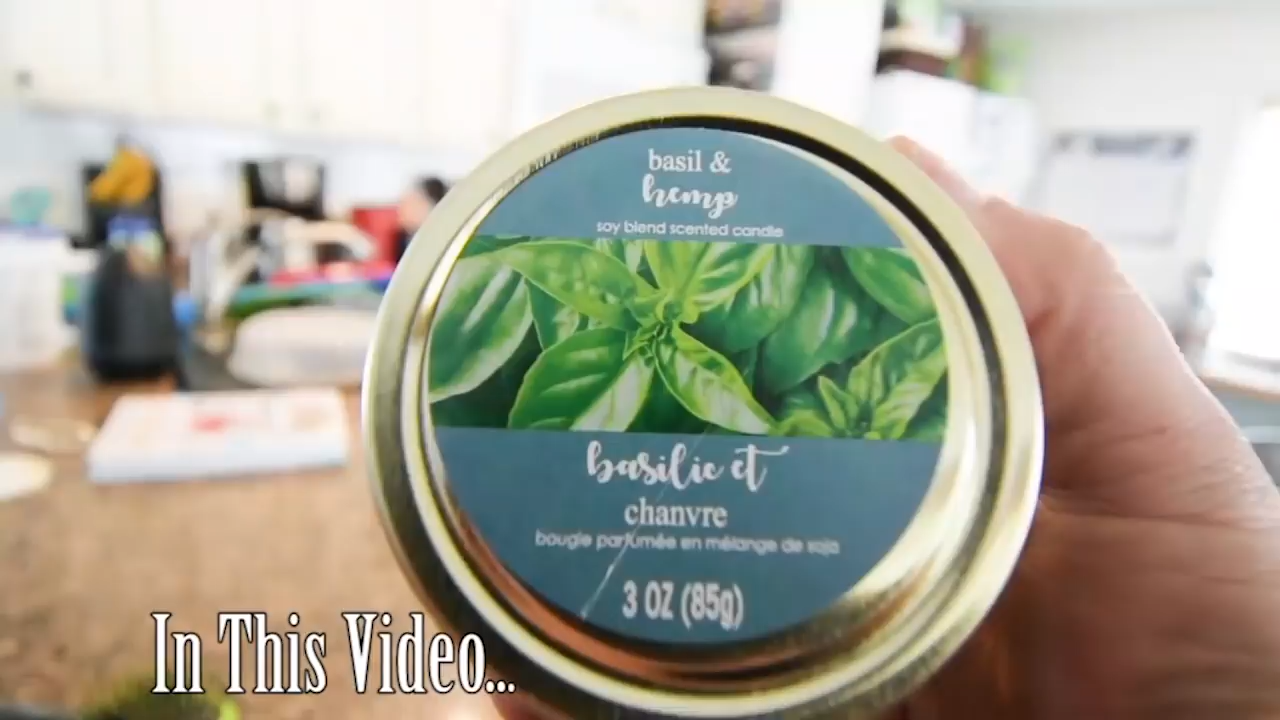 basil &
hemp
soy blend scented candle
basilic et
chanvre
bougie parfumée en mélange de soja
3 OZ (85g)
In This Video...